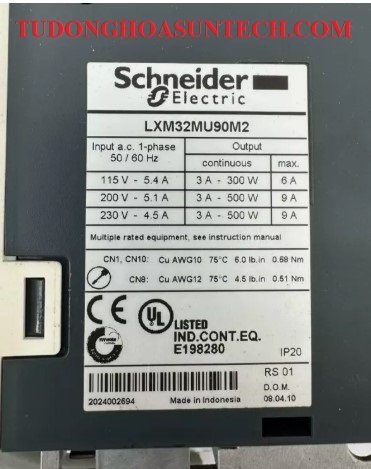 TUDONGHOASUNTECH.COM
Schneider
Electric
LXM32MU90M2
Input a.c. 1-phase
50 / 60 Hz
Output
continuous
max.
115 V - 5.4 A
3 A - 300 W
6 A
200 V - 5.1 A
3 A - 500 W
9 A
230 V - 4.5 A
3 A - 500 W
9 A
Multiple rated equipment, see instruction manual
CN1, CN10: Cu AWG10 75°C 6.0 lb.in 0.68 Nm
CN8: Cu AWG12 75°C 4.5 lb.in 0.51 Nm
CE
UL
LISTED
IND.CONT.EQ.
E198280
IP20
RS 01
D.O.M.
2024002694
Made in Indonesia
08.04.10